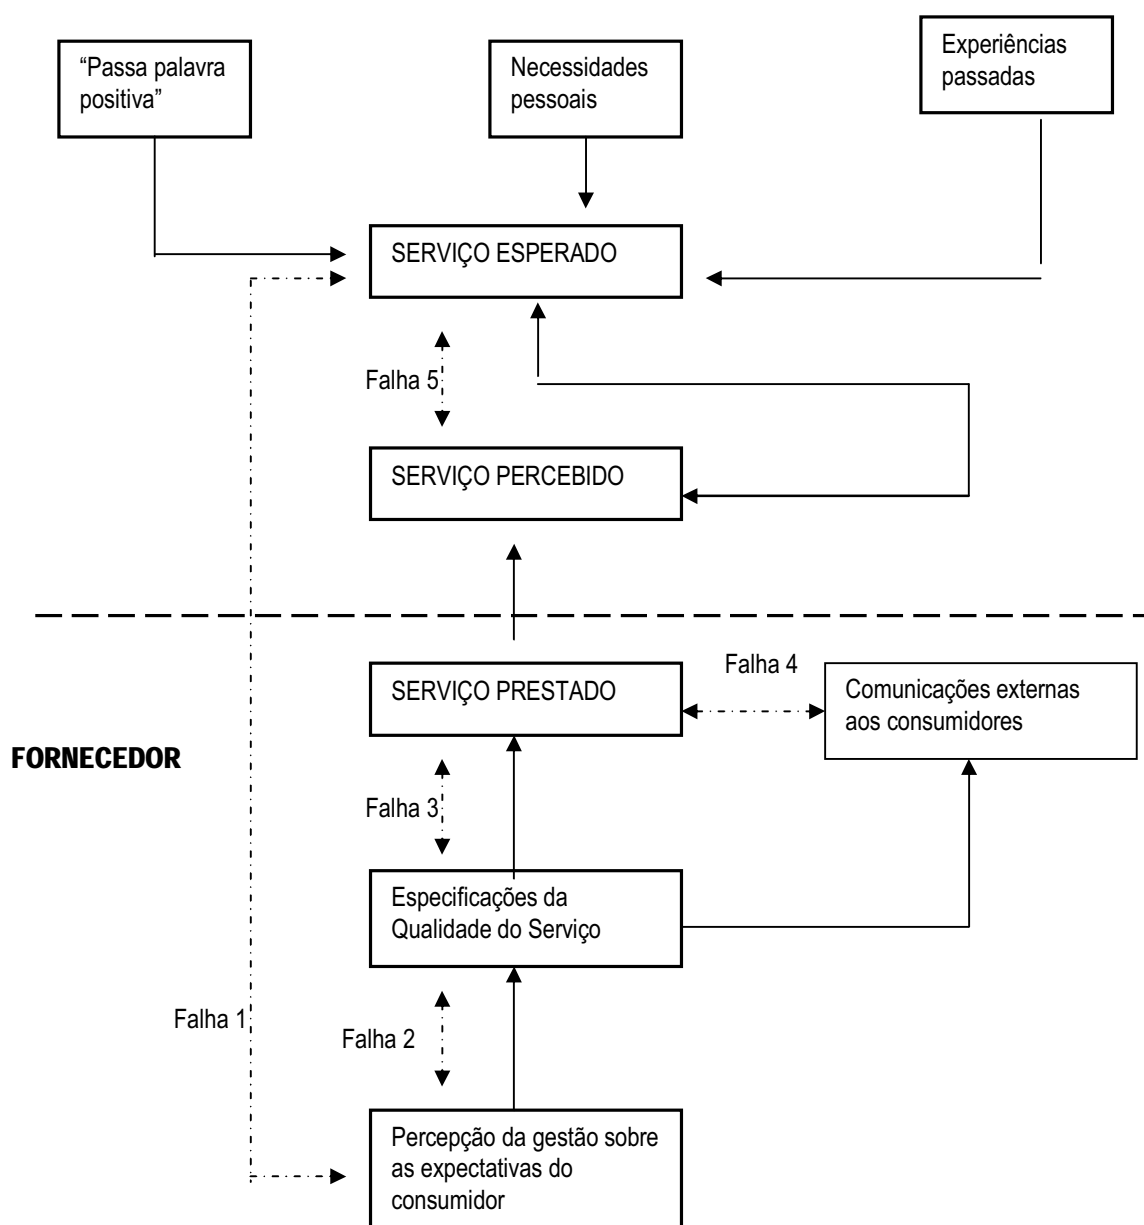 “Passa palavra
positiva”
Necessidades
pessoais
Experiências
passadas
SERVIÇO ESPERADO
Falha 5
SERVIÇO PERCEBIDO
SERVIÇO PRESTADO
Falha 4
Comunicações externas
aos consumidores
FORNECEDOR
Falha 3
Especificações da
Qualidade do Serviço
Falha 1
Falha 2
Percepção da gestão sobre
as expectativas do
consumidor